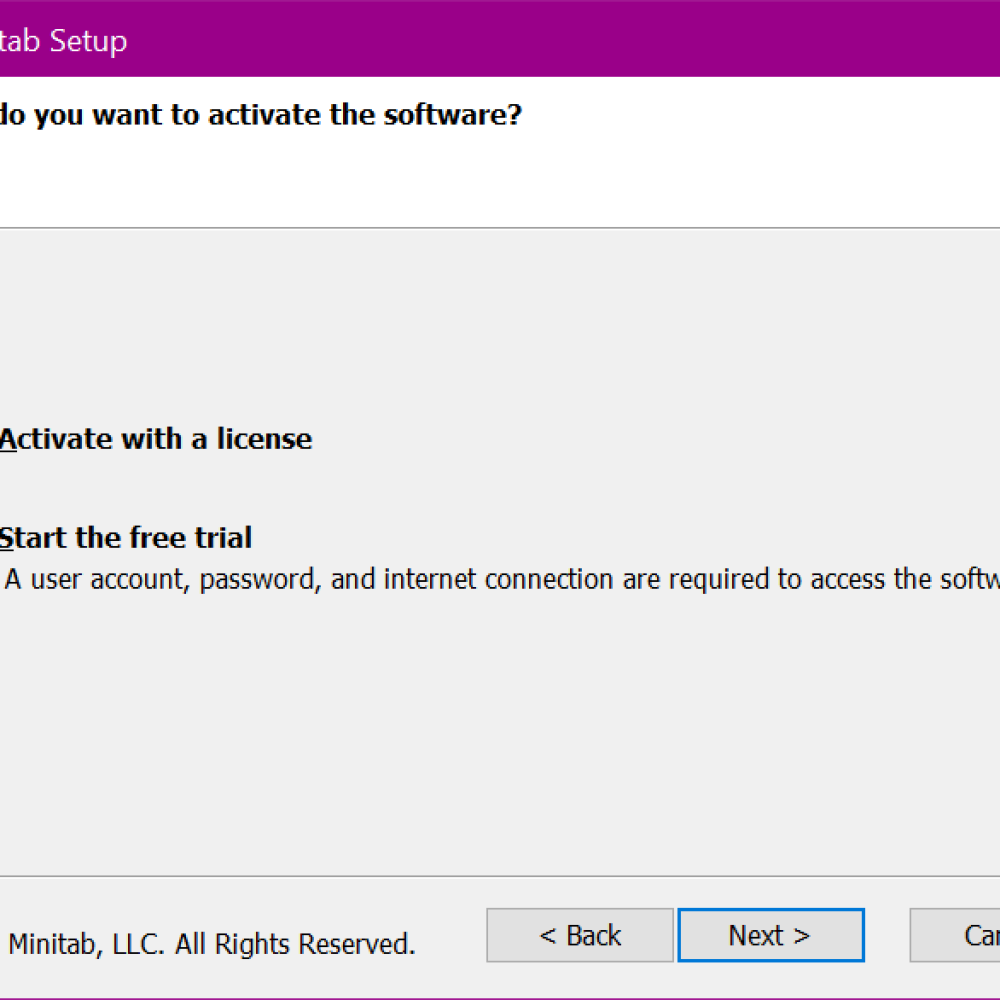 tab Setup
do you want to activate the software?
Activate with a license
Start the free trial
A user account, password, and internet connection are required to access the softw
Minitab, LLC. All Rights Reserved.
< Back
Next >
Can